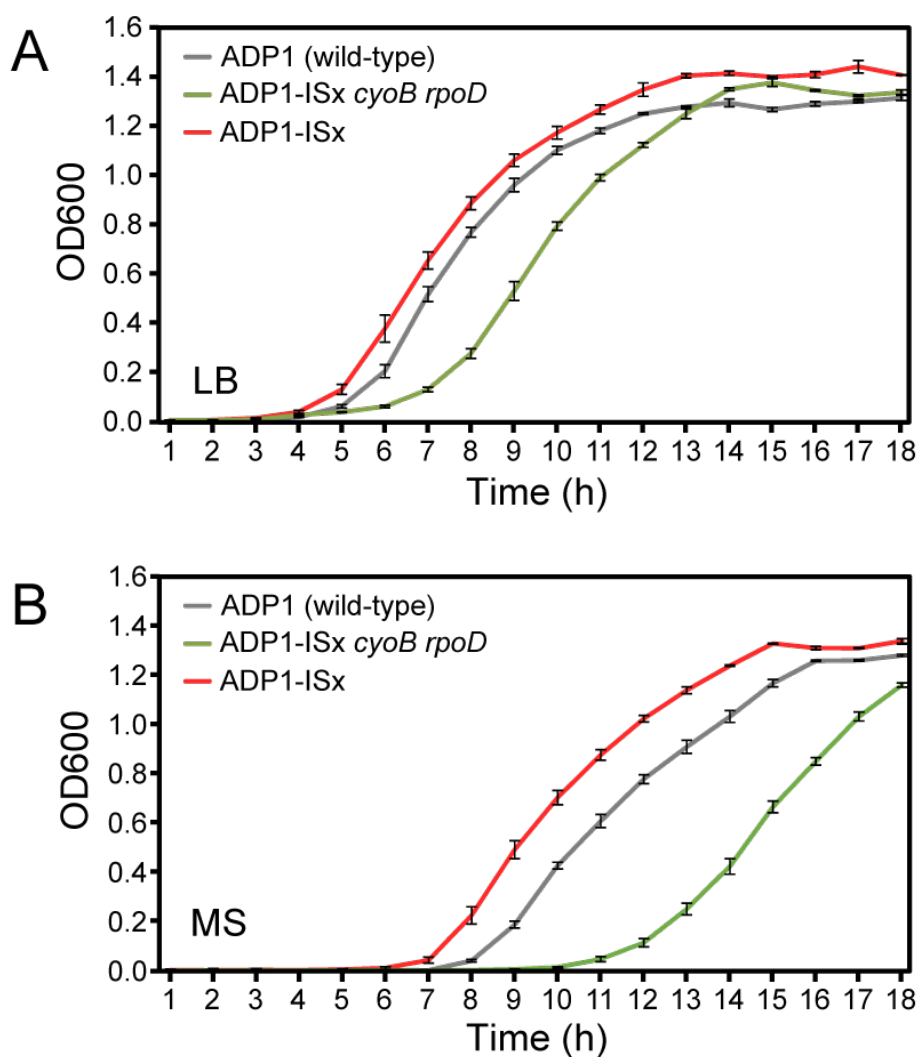 A
1.6
1.4
1.2
1.0
0.8
0.6
0.4
0.2
0.0
OD600
ADP1 (wild-type)
ADP1-ISx cyoB rpoD
ADP1-ISx
LB
1 2 3 4 5 6 7 8 9 10 11 12 13 14 15 16 17 18
Time (h)
B
1.6
1.4
1.2
1.0
0.8
0.6
0.4
0.2
0.0
OD600
ADP1 (wild-type)
ADP1-ISx cyoB rpoD
ADP1-ISx
MS
1 2 3 4 5 6 7 8 9 10 11 12 13 14 15 16 17 18
Time (h)